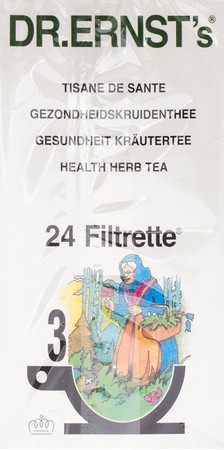 DR.ERNST's®
TISANE DE SANTE
GEZONDHEIDSKRUIDENTHEE
GESUNDHEIT KRÄUTERTEE
HEALTH HERB TEA
24 Filtrette®
3